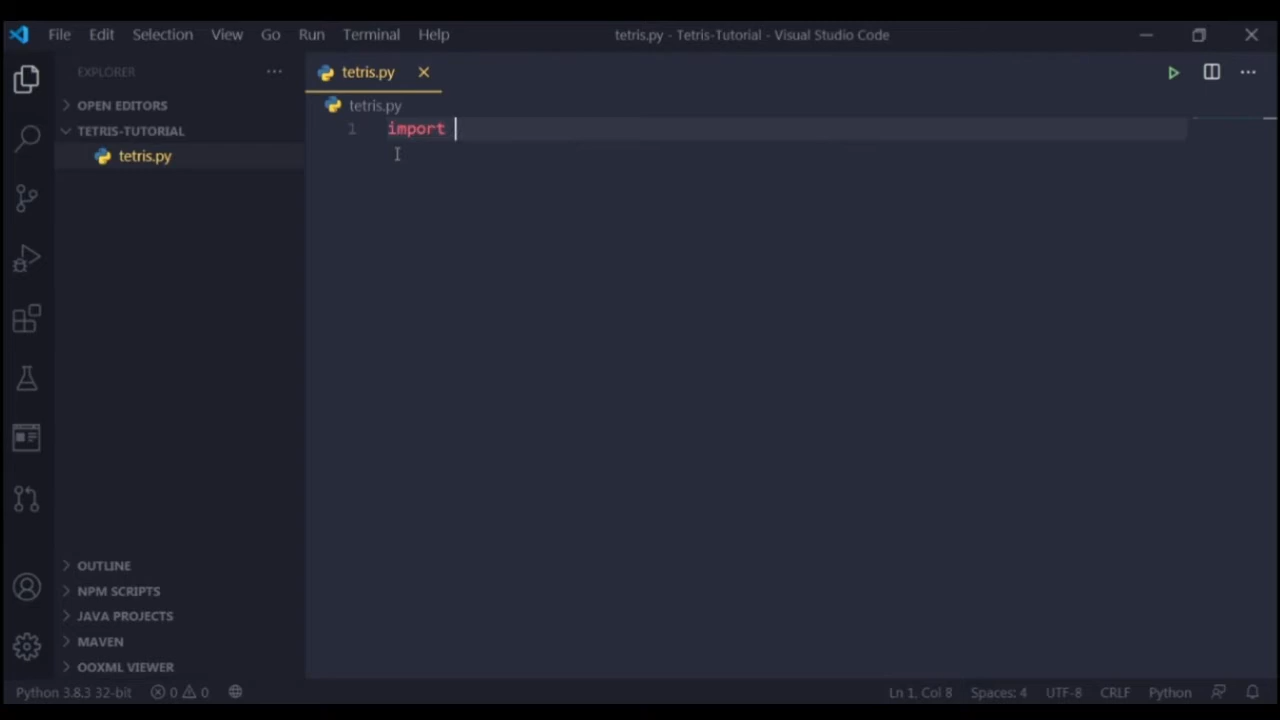 File Edit Selection View Go Run Terminal Help
tetris.py - Tetris-Tutorial - Visual Studio Code
EXPLORER
tetris.py
OPEN EDITORS
tetris.py
TETRIS-TUTORIAL
1 import
tetris.py
OUTLINE
NPM SCRIPTS
JAVA PROJECTS
MAVEN
OOXML VIEWER
Python 3.8.3 32-bit 0 0 Ln 1, Col 8 Spaces: 4 UTF-8 CRLF Python